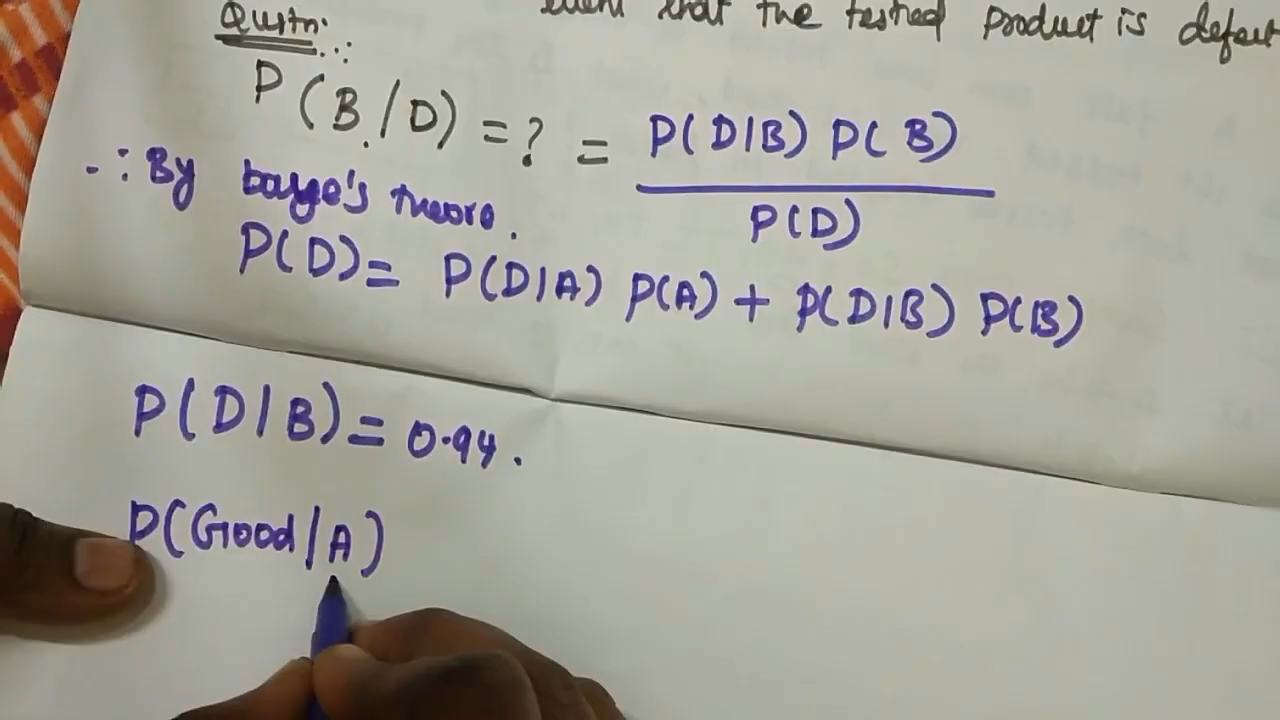 event that the tested product is defect
Qustn:
P(B/D) = ? = P(D|B) P(B)
P(D)
∴ By baye's theore.
P(D) = P(D|A) P(A) + P(D|B) P(B)
P(D|B) = 0.94.
P(Good/A)